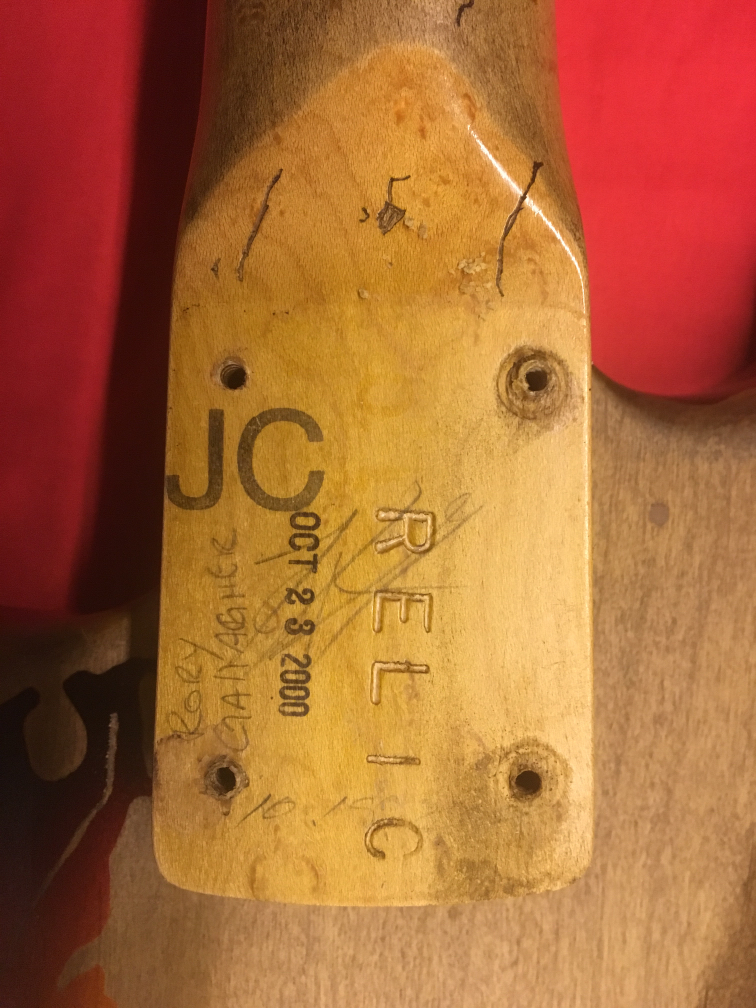 JC
OCT 2 3 2000
RELIC
RORY
GALLAGHER